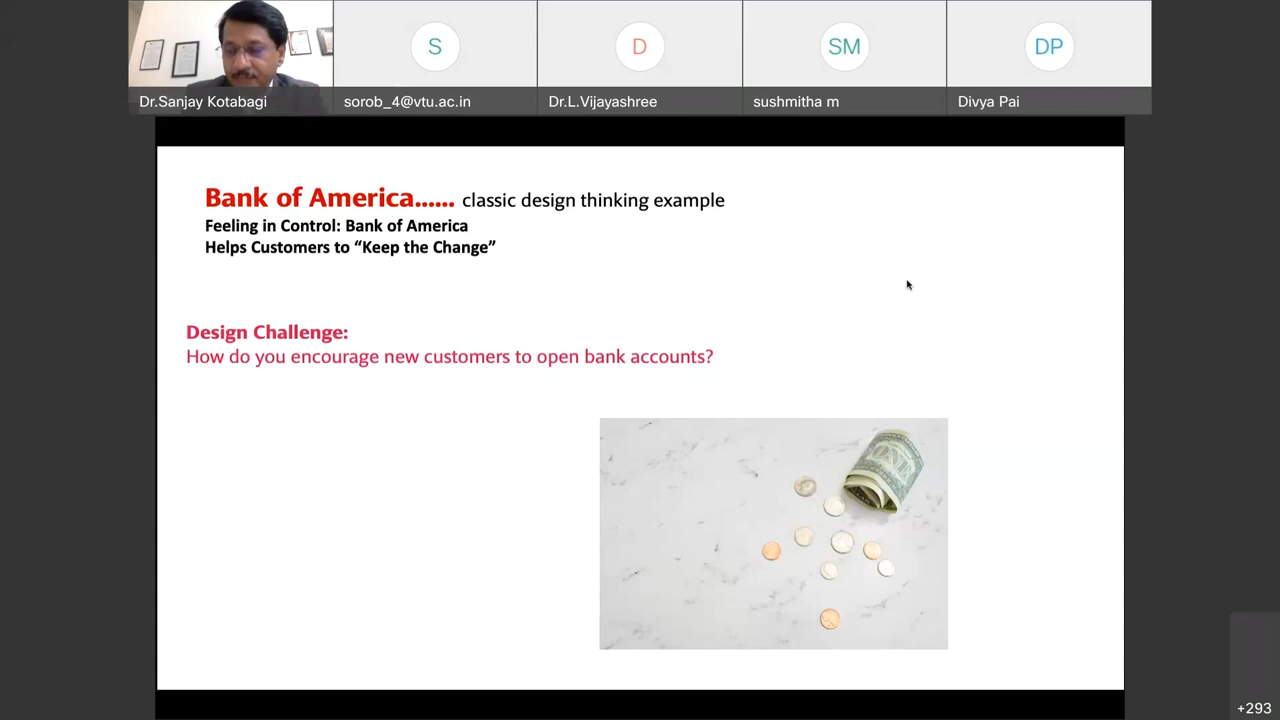 S
D
SM
DP
Dr.Sanjay Kotabagi
sorob_4@vtu.ac.in
Dr.L.Vijayashree
sushmitha m
Divya Pai
Bank of America...... classic design thinking example
Feeling in Control: Bank of America
Helps Customers to “Keep the Change”
Design Challenge:
How do you encourage new customers to open bank accounts?
ONE
+293